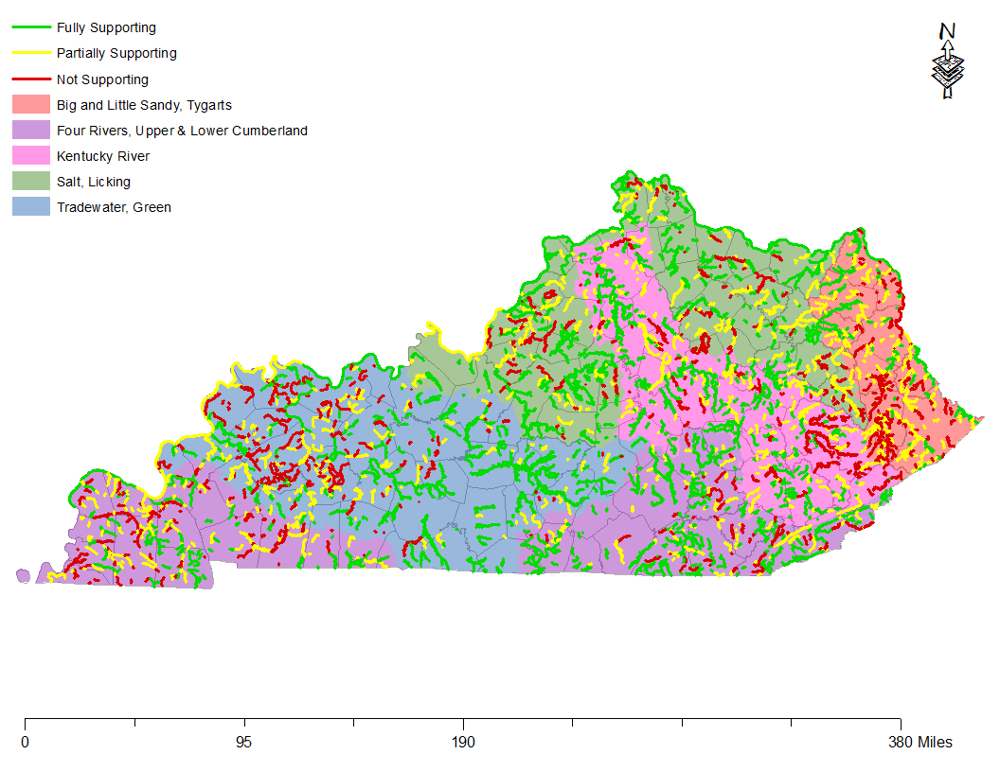 Fully Supporting
Partially Supporting
Not Supporting
Big and Little Sandy, Tygarts
Four Rivers, Upper & Lower Cumberland
Kentucky River
Salt, Licking
Tradewater, Green
N
0 95 190 380 Miles